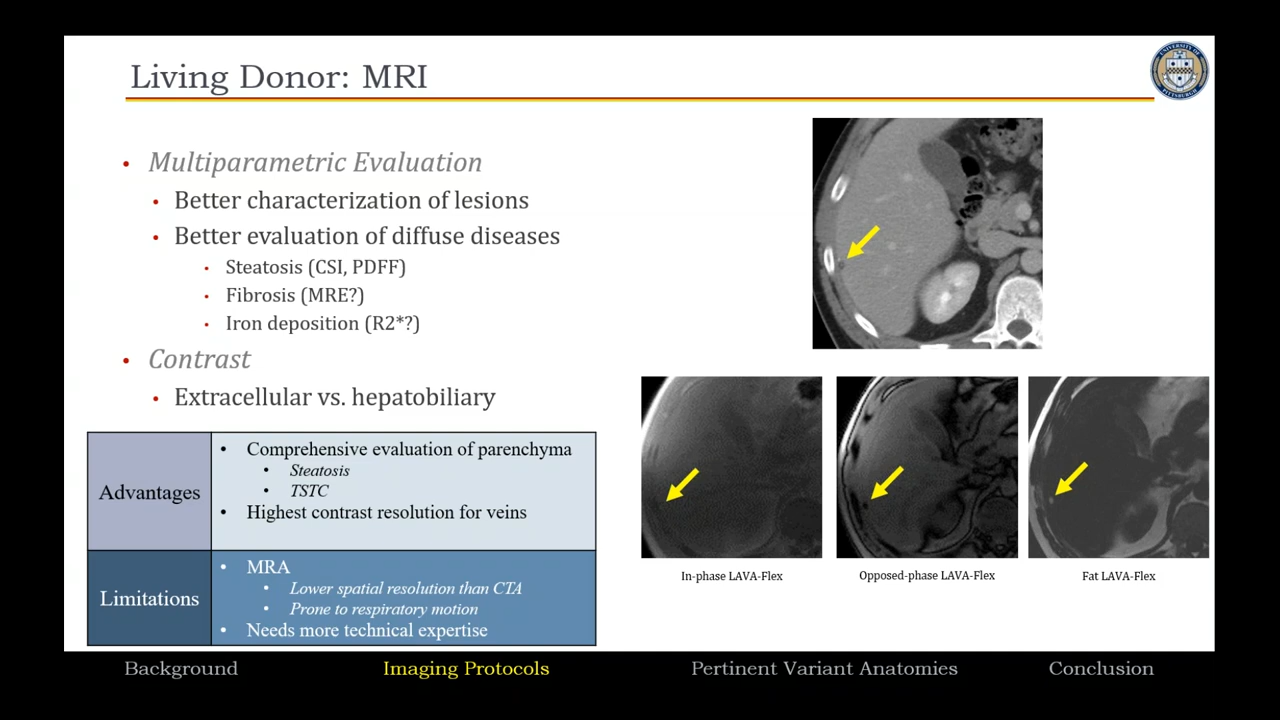 Living Donor: MRI
UNIVERSITY OF
PITTSBURGH
• Multiparametric Evaluation
• Better characterization of lesions
• Better evaluation of diffuse diseases
• Steatosis (CSI, PDFF)
• Fibrosis (MRE?)
• Iron deposition (R2*?)
• Contrast
• Extracellular vs. hepatobiliary
Advantages
• Comprehensive evaluation of parenchyma
• Steatosis
• TSTC
• Highest contrast resolution for veins
Limitations
• MRA
• Lower spatial resolution than CTA
• Prone to respiratory motion
• Needs more technical expertise
In-phase LAVA-Flex
Opposed-phase LAVA-Flex
Fat LAVA-Flex
Background
Imaging Protocols
Pertinent Variant Anatomies
Conclusion